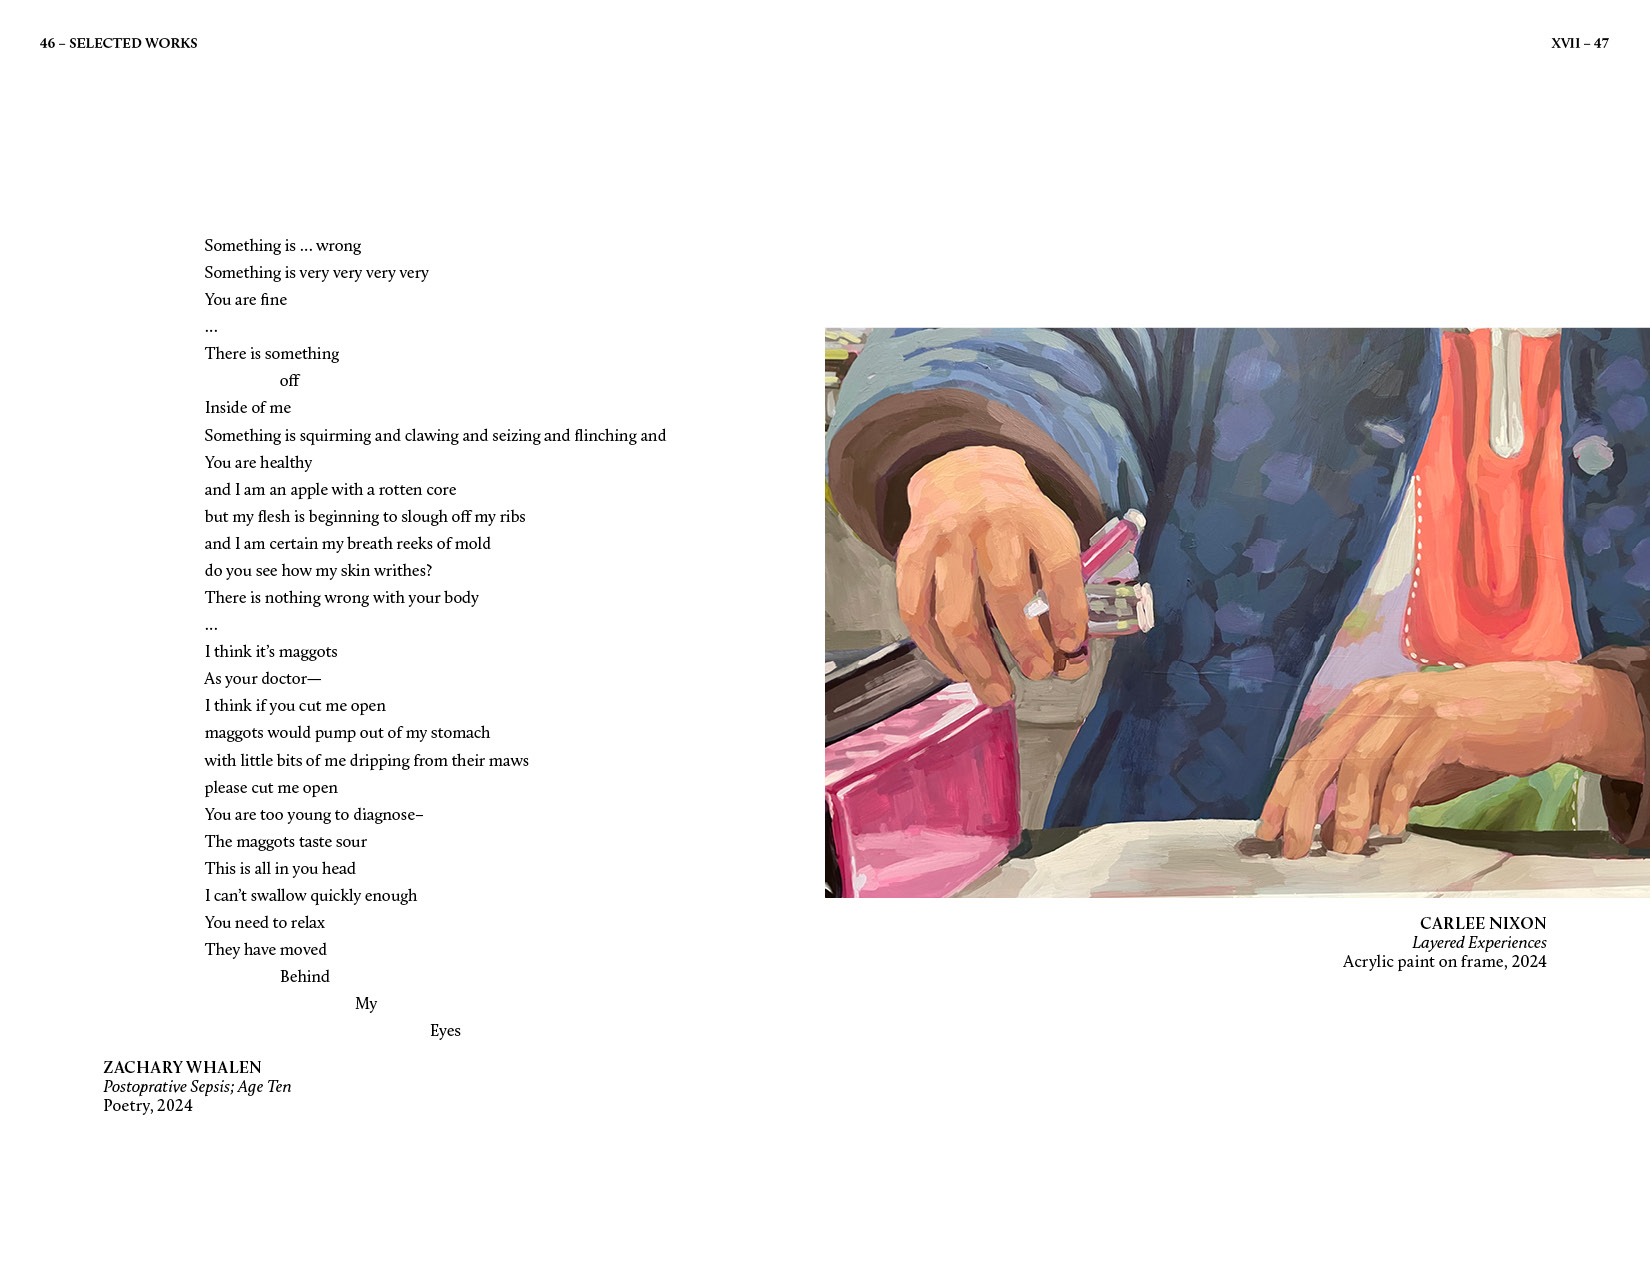 46 – SELECTED WORKS
XVII – 47
Something is ... wrong
Something is very very very very
You are fine
...
There is something
off
Inside of me
Something is squirming and clawing and seizing and flinching and
You are healthy
and I am an apple with a rotten core
but my flesh is beginning to slough off my ribs
and I am certain my breath reeks of mold
do you see how my skin writhes?
There is nothing wrong with your body
...
I think it’s maggots
As your doctor—
I think if you cut me open
maggots would pump out of my stomach
with little bits of me dripping from their maws
please cut me open
You are too young to diagnose–
The maggots taste sour
This is all in you head
I can’t swallow quickly enough
You need to relax
They have moved
Behind
My
Eyes
ZACHARY WHALEN
Postoprative Sepsis; Age Ten
Poetry, 2024
CARLEE NIXON
Layered Experiences
Acrylic paint on frame, 2024